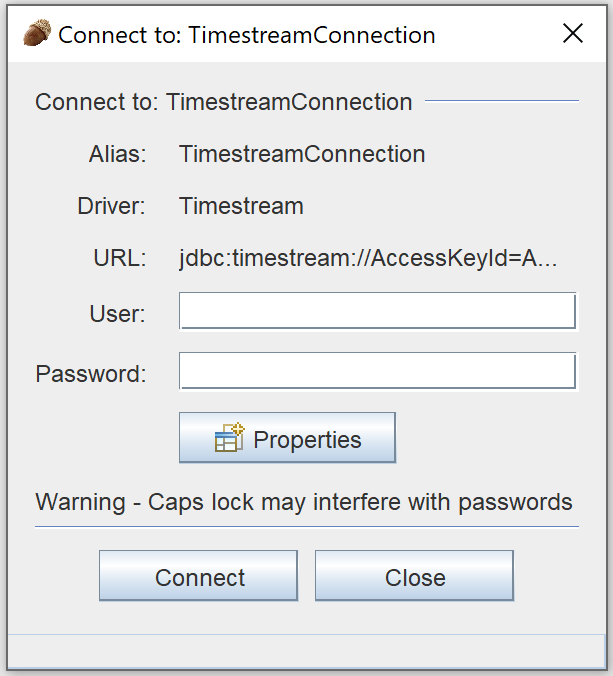 Connect to: TimestreamConnection
Connect to: TimestreamConnection
Alias: TimestreamConnection
Driver: Timestream
URL: jdbc:timestream://AccessKeyId=A...
User:
Password:
Properties
Warning - Caps lock may interfere with passwords
Connect Close